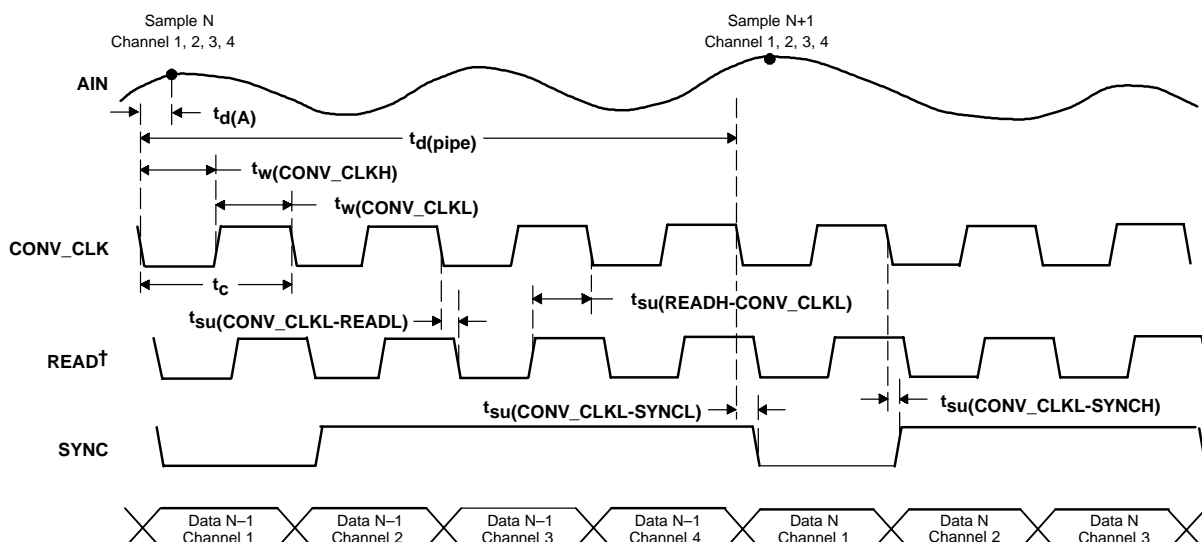 Sample N
Channel 1, 2, 3, 4
Sample N+1
Channel 1, 2, 3, 4
AIN
td(A)
td(pipe)
tw(CONV_CLKH)
tw(CONV_CLKL)
CONV_CLK
tc
tsu(READH-CONV_CLKL)
tsu(CONV_CLKL-READL)
READ†
tsu(CONV_CLKL-SYNCL)
tsu(CONV_CLKL-SYNCH)
SYNC
Data N–1
Channel 1
Data N–1
Channel 2
Data N–1
Channel 3
Data N–1
Channel 4
Data N
Channel 1
Data N
Channel 2
Data N
Channel 3